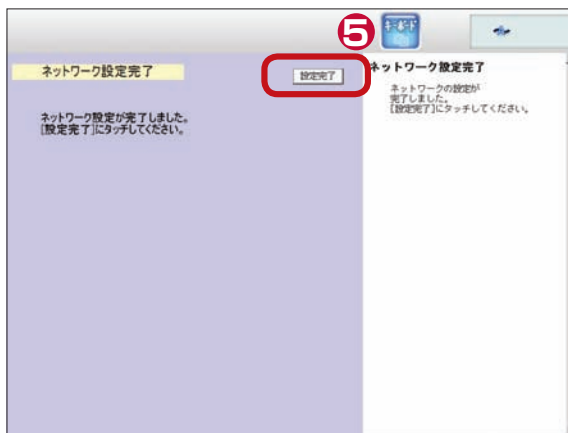 ❺
キーボード
ネットワーク設定完了
設定完了
ネットワーク設定が完了しました。
[設定完了]にタッチしてください。
ネットワーク設定完了
ネットワークの設定が
完了しました。
[設定完了]にタッチしてください。